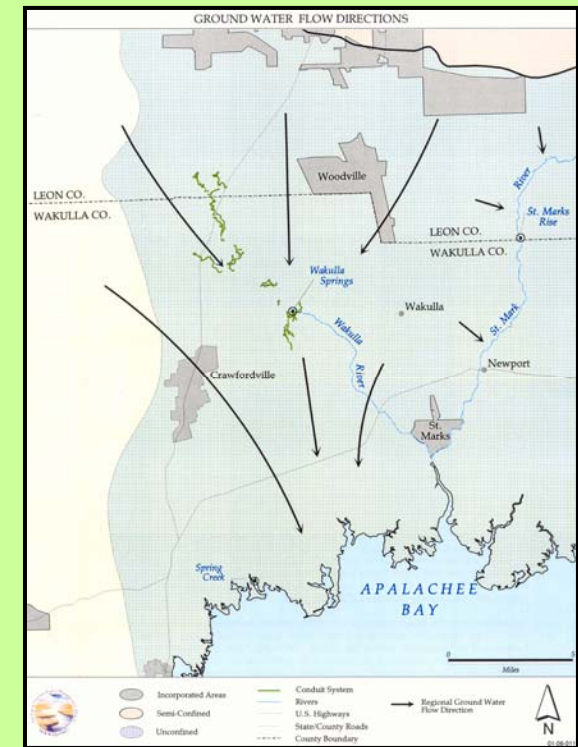 GROUND WATER FLOW DIRECTIONS
Woodville
LEON CO.
WAKULLA CO.
River
St. Marks
Rise
LEON CO.
WAKULLA CO.
Wakulla
Springs
Wakulla
River
Wakulla
St. Mark
Newport
Crawfordville
St.
Marks
Spring
Creek
APALACHEE
BAY
0 5
Miles
Incorporated Areas
Semi-Confined
Unconfined
Conduit System
Rivers
U.S. Highways
State/County Roads
County Boundary
Regional Ground Water
Flow Direction
N